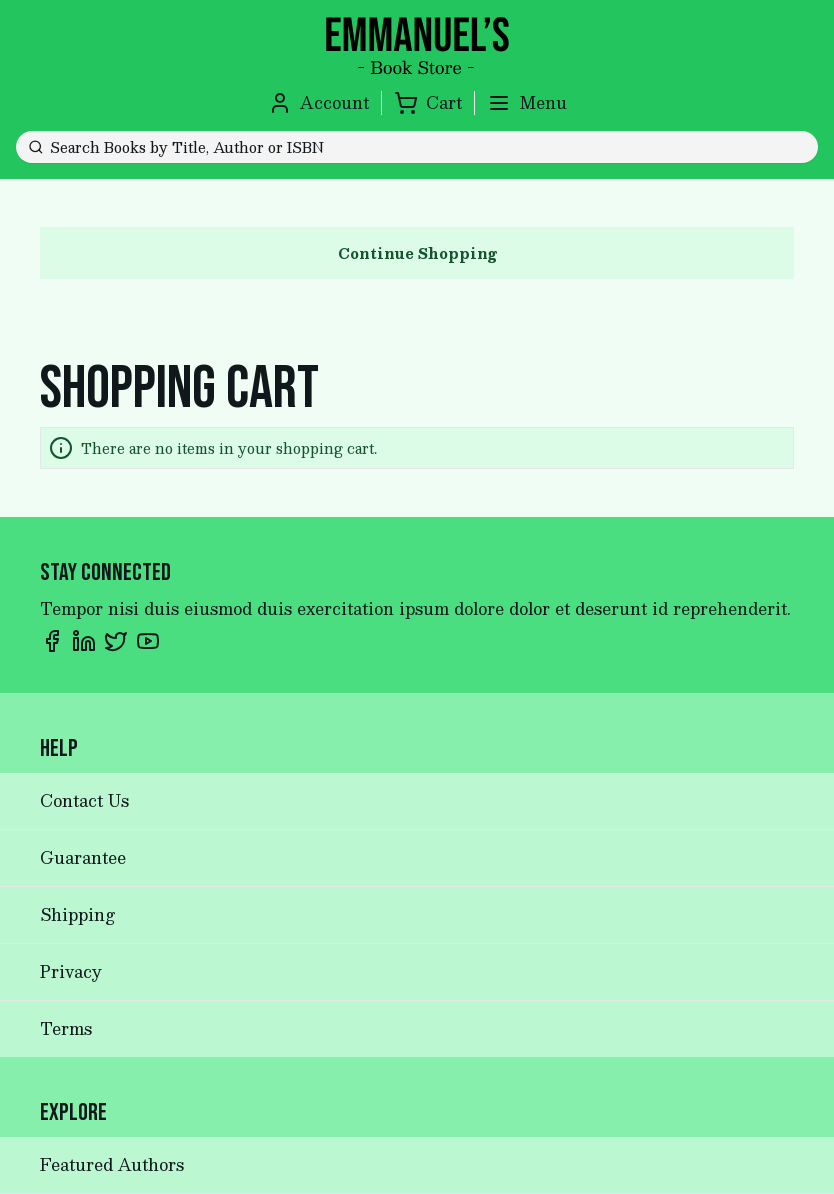 EMMANUEL'S
- Book Store -
Account
Cart
Menu
Search Books by Title, Author or ISBN
Continue Shopping
SHOPPING CART
There are no items in your shopping cart.
STAY CONNECTED
Tempor nisi duis eiusmod duis exercitation ipsum dolore dolor et deserunt id reprehenderit.
HELP
Contact Us
Guarantee
Shipping
Privacy
Terms
EXPLORE
Featured Authors